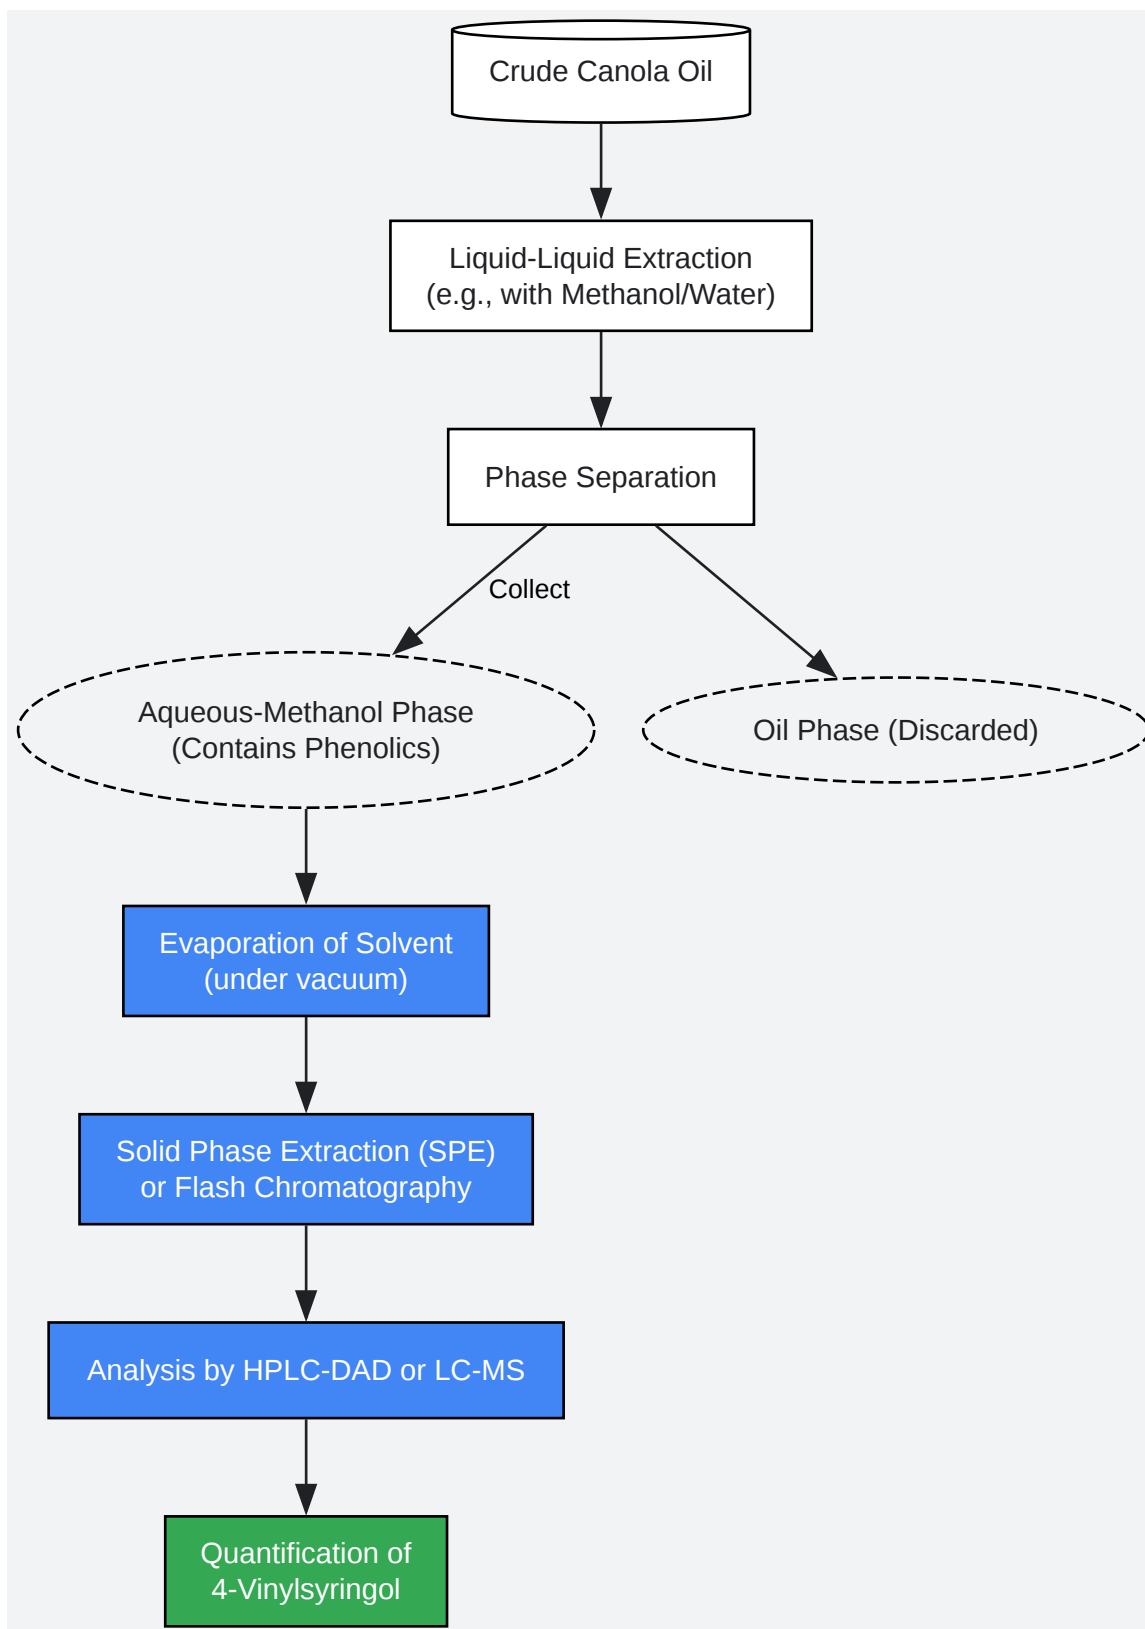 Crude Canola Oil
Liquid-Liquid Extraction
(e.g., with Methanol/Water)
Phase Separation
Collect
Aqueous-Methanol Phase
(Contains Phenolics)
Oil Phase (Discarded)
Evaporation of Solvent
(under vacuum)
Solid Phase Extraction (SPE)
or Flash Chromatography
Analysis by HPLC-DAD or LC-MS
Quantification of
4-Vinylsyringol